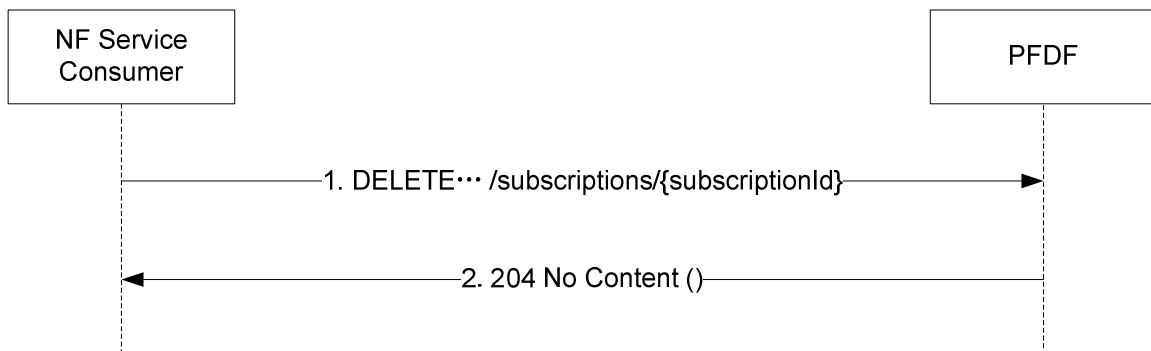 NF Service
Consumer
PFDF
1. DELETE··· /subscriptions/{subscriptionId}
2. 204 No Content ()